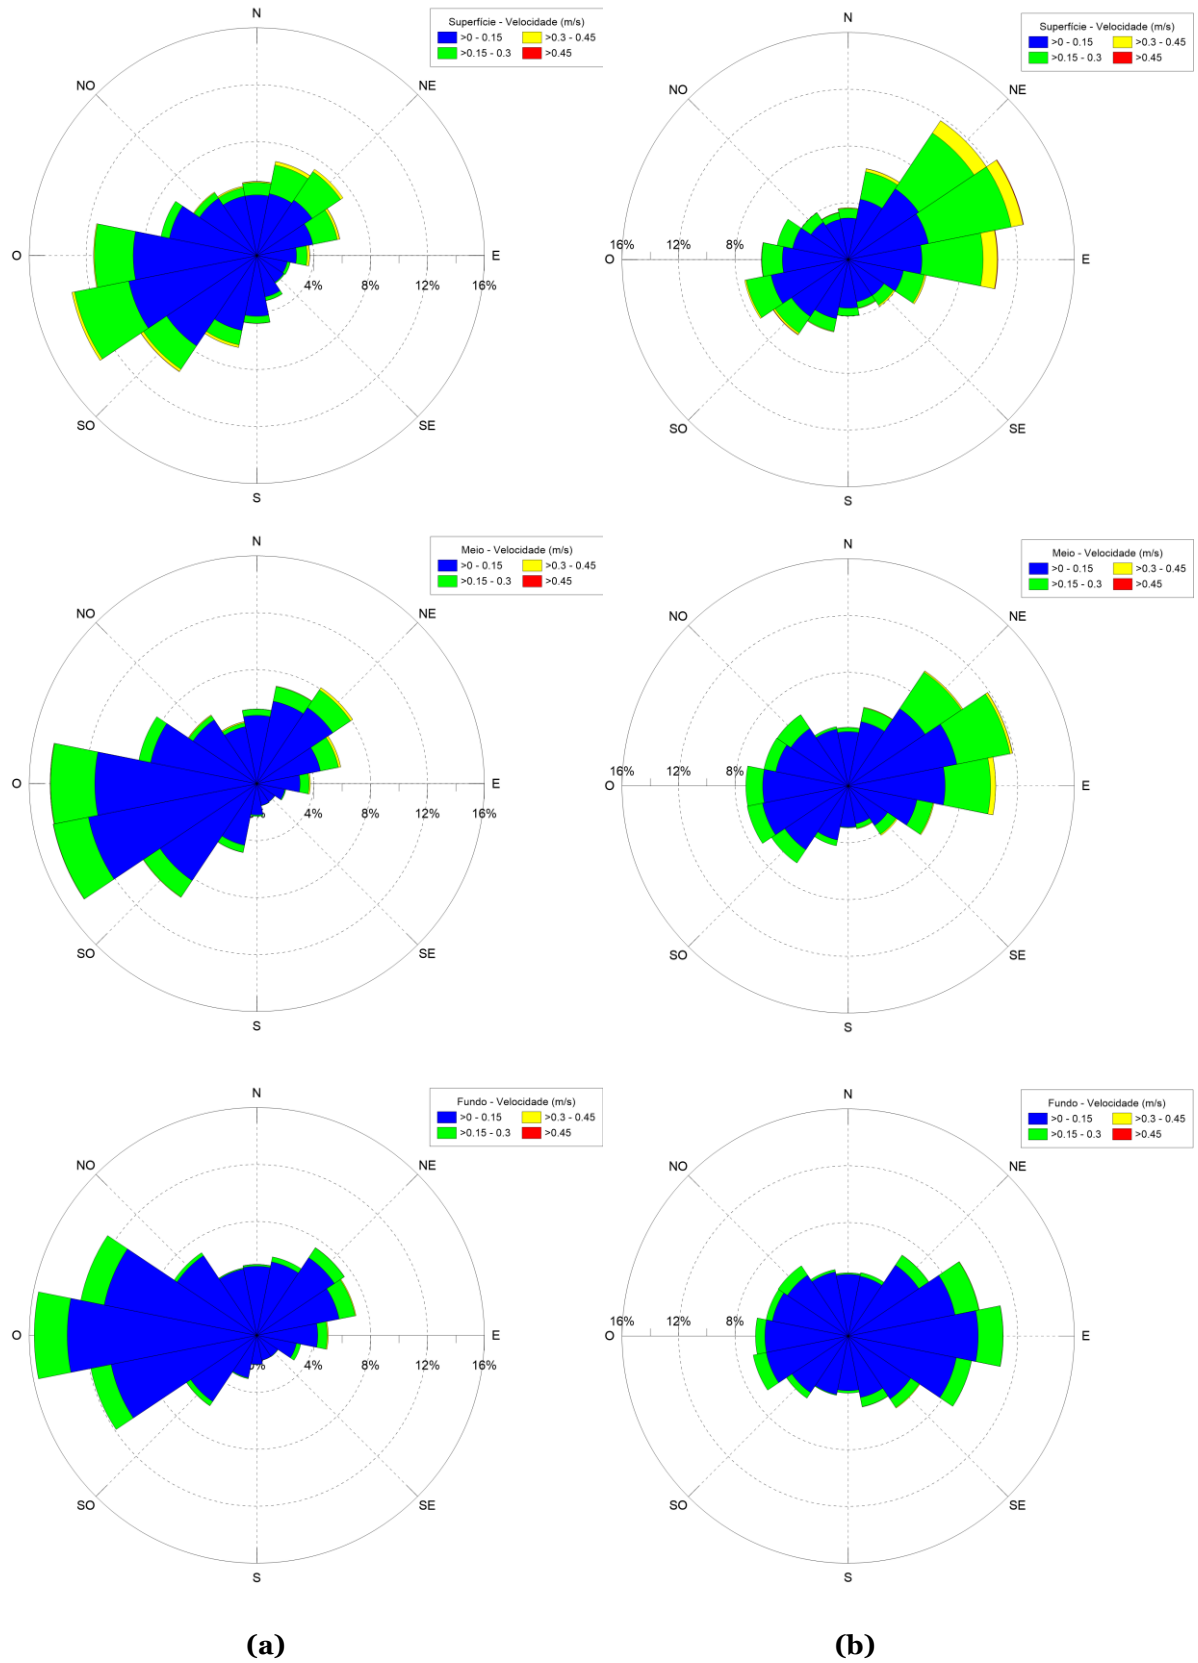 N
Superfície - Velocidade (m/s)
>0 - 0.15 >0.3 - 0.45
>0.15 - 0.3 >0.45
NO NE
O E
4% 8% 12% 16%
SO SE
S
N
Superfície - Velocidade (m/s)
>0 - 0.15 >0.3 - 0.45
>0.15 - 0.3 >0.45
NO NE
16% 12% 8%
O E
SO SE
S
N
Meio - Velocidade (m/s)
>0 - 0.15 >0.3 - 0.45
>0.15 - 0.3 >0.45
NO NE
O E
4% 8% 12% 16%
SO SE
S
N
Meio - Velocidade (m/s)
>0 - 0.15 >0.3 - 0.45
>0.15 - 0.3 >0.45
NO NE
16% 12% 8%
O E
SO SE
S
N
Fundo - Velocidade (m/s)
>0 - 0.15 >0.3 - 0.45
>0.15 - 0.3 >0.45
NO NE
O E
4% 8% 12% 16%
SO SE
S
N
Fundo - Velocidade (m/s)
>0 - 0.15 >0.3 - 0.45
>0.15 - 0.3 >0.45
NO NE
16% 12% 8%
O E
SO SE
S
(a) (b)